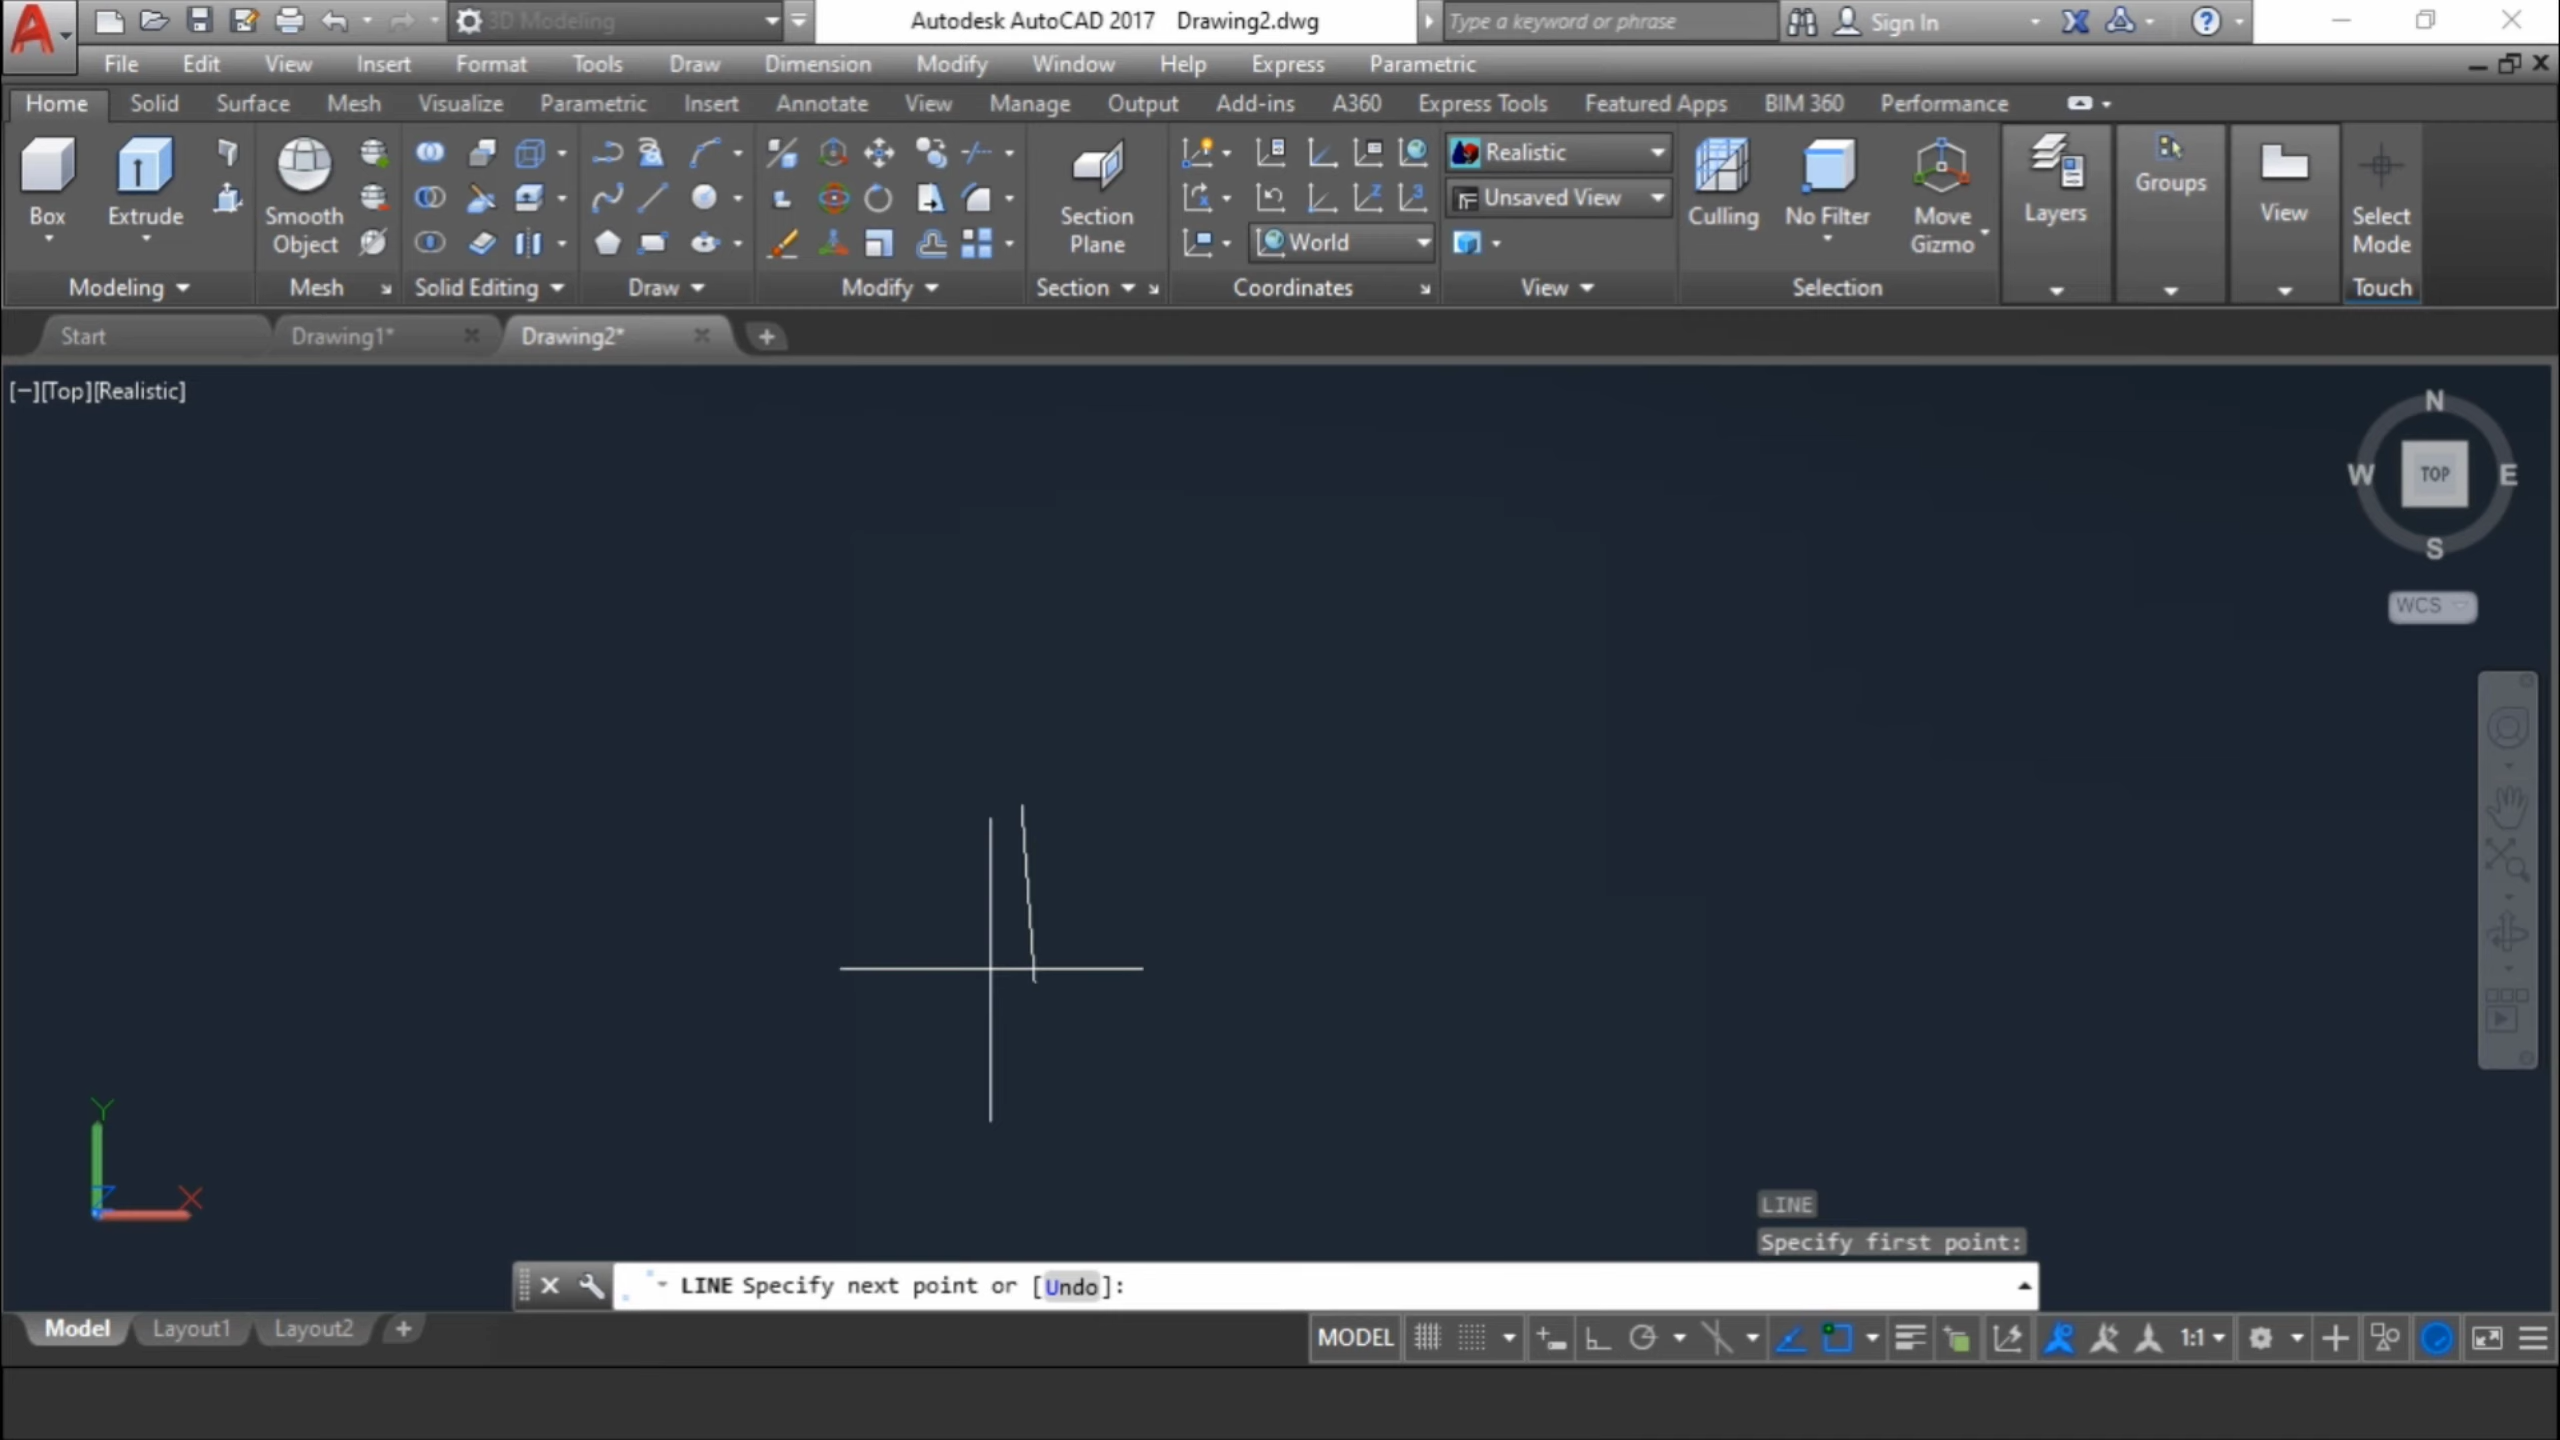 3D Modeling
Autodesk AutoCAD 2017 Drawing2.dwg
Type a keyword or phrase
Sign In
File Edit View Insert Format Tools Draw Dimension Modify Window Help Express Parametric
Home Solid Surface Mesh Visualize Parametric Insert Annotate View Manage Output Add-ins A360 Express Tools Featured Apps BIM 360 Performance
Box
Extrude
Smooth
Object
Section
Plane
World
Realistic
Unsaved View
Culling
No Filter
Move
Gizmo
Layers
Groups
View
Select
Mode
Modeling Mesh Solid Editing Draw Modify Section Coordinates View Selection Touch
Start Drawing1* Drawing2*
[−][Top][Realistic]
N
W TOP E
S
WCS
Y
Z X
LINE
Specify first point:
LINE Specify next point or [Undo]:
Model Layout1 Layout2 +
MODEL 1:1